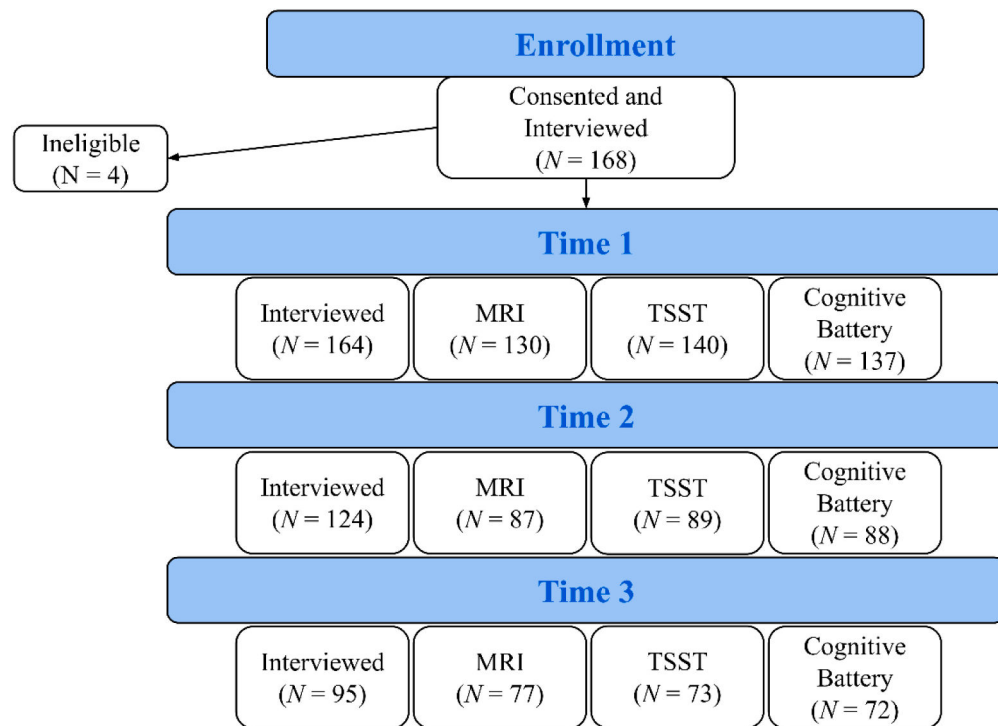 Enrollment
Consented and
Interviewed
(N = 168)
Ineligible
(N = 4)
Time 1
Interviewed
(N = 164)
MRI
(N = 130)
TSST
(N = 140)
Cognitive
Battery
(N = 137)
Time 2
Interviewed
(N = 124)
MRI
(N = 87)
TSST
(N = 89)
Cognitive
Battery
(N = 88)
Time 3
Interviewed
(N = 95)
MRI
(N = 77)
TSST
(N = 73)
Cognitive
Battery
(N = 72)